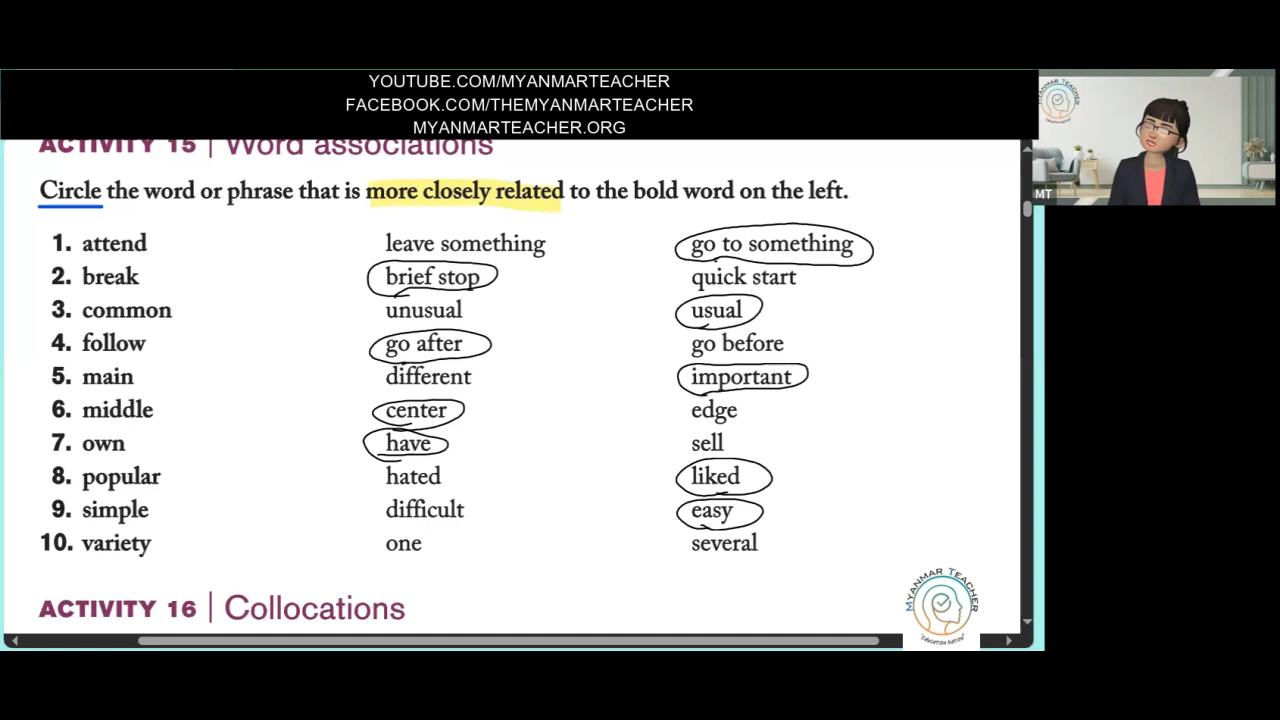 YOUTUBE.COM/MYANMARTEACHER
FACEBOOK.COM/THEMYANMARTEACHER
MYANMARTEACHER.ORG
ACTIVITY 15 | Word associations
Circle the word or phrase that is more closely related to the bold word on the left.
1. attend leave something go to something
2. break brief stop quick start
3. common unusual usual
4. follow go after go before
5. main different important
6. middle center edge
7. own have sell
8. popular hated liked
9. simple difficult easy
10. variety one several
ACTIVITY 16 | Collocations
MYANMAR TEACHER
"Education Nation"
MYANMAR TEACHER
MT